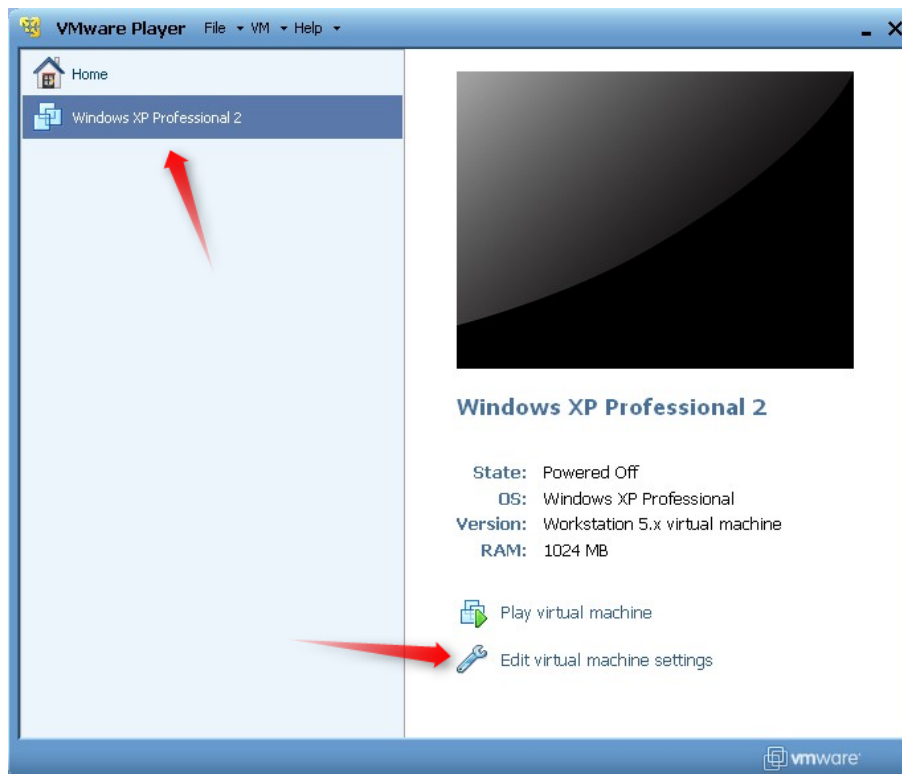 VMware Player File VM Help
Home
Windows XP Professional 2
Windows XP Professional 2
State: Powered Off
OS: Windows XP Professional
Version: Workstation 5.x virtual machine
RAM: 1024 MB
Play virtual machine
Edit virtual machine settings
vmware